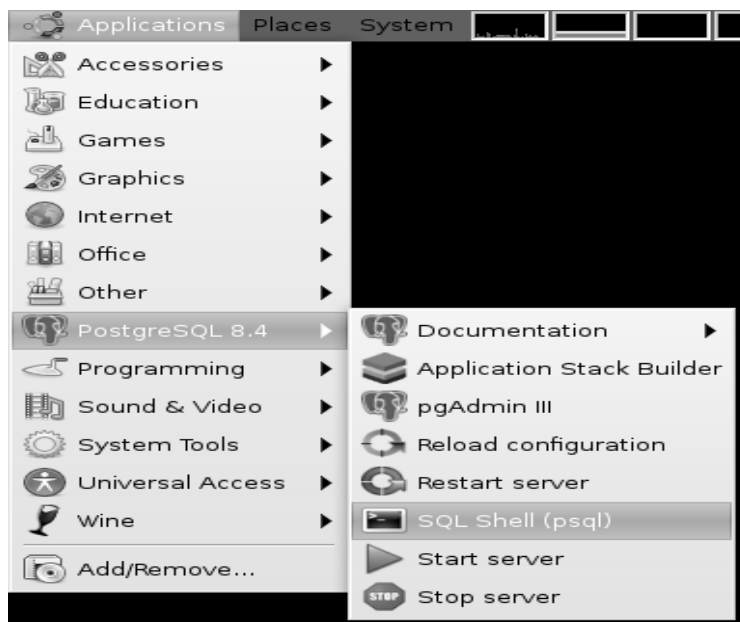 Applications Places System
Accessories
Education
Games
Graphics
Internet
Office
Other
PostgreSQL 8.4
Programming
Sound & Video
System Tools
Universal Access
Wine
Add/Remove...
Documentation
Application Stack Builder
pgAdmin III
Reload configuration
Restart server
SQL Shell (psql)
Start server
STOP Stop server